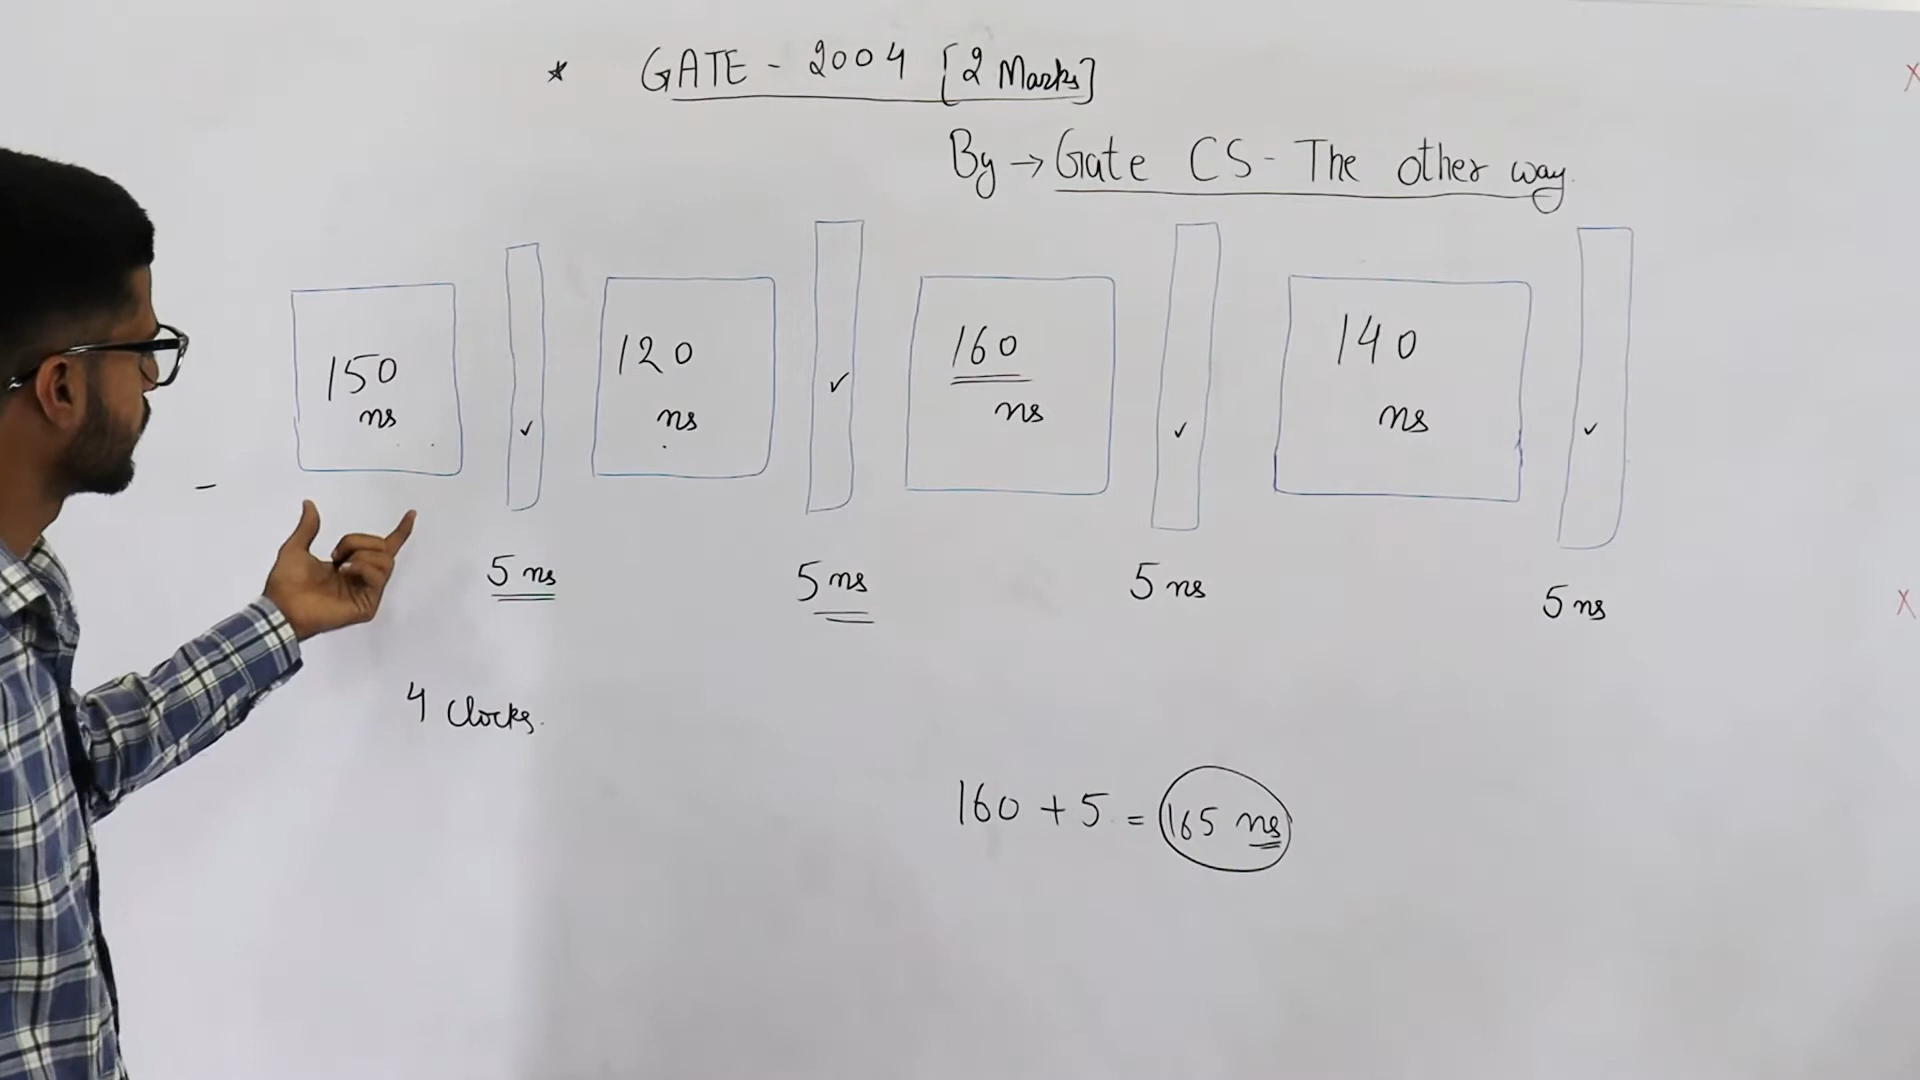 * GATE - 2004 [2 Marks]
By → Gate CS - The other way.
150 ns
120 ns
160 ns
140 ns
5 ns
5 ns
5 ns
5 ns
4 Clocks.
160 + 5 = 165 ns